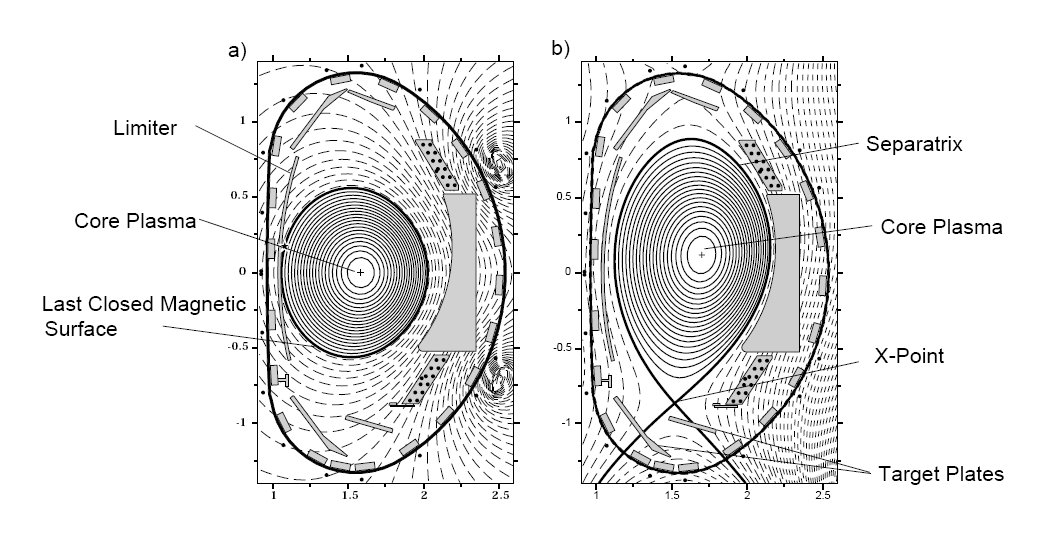 a)
b)
Limiter
Core Plasma
Last Closed Magnetic
Surface
1
0.5
0
-0.5
-1
1
1.5
2
2.5
Separatrix
Core Plasma
X-Point
Target Plates
1
0.5
0
-0.5
-1
1
1.5
2
2.5